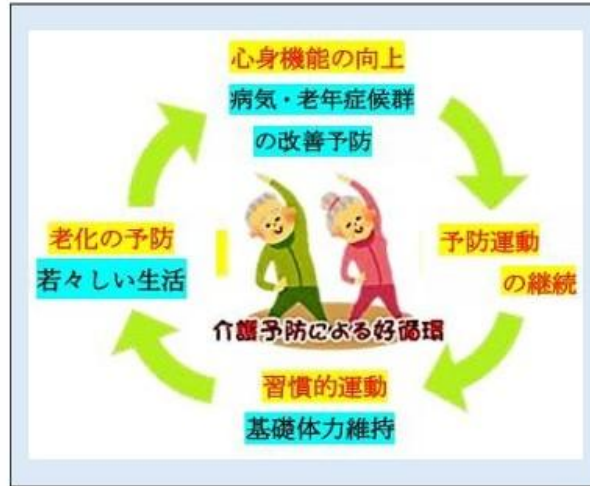 心身機能の向上
病気・老年症候群
の改善予防
予防運動
の継続
老化の予防
若々しい生活
介護予防による好循環
習慣的運動
基礎体力維持